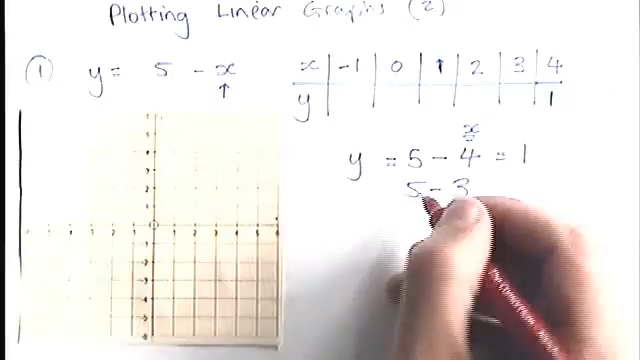 Plotting Linear Graphs (2)
① y = 5 - x
x -1 0 1 2 3 4
y 1
x
y = 5 - 4 = 1
5 - 3